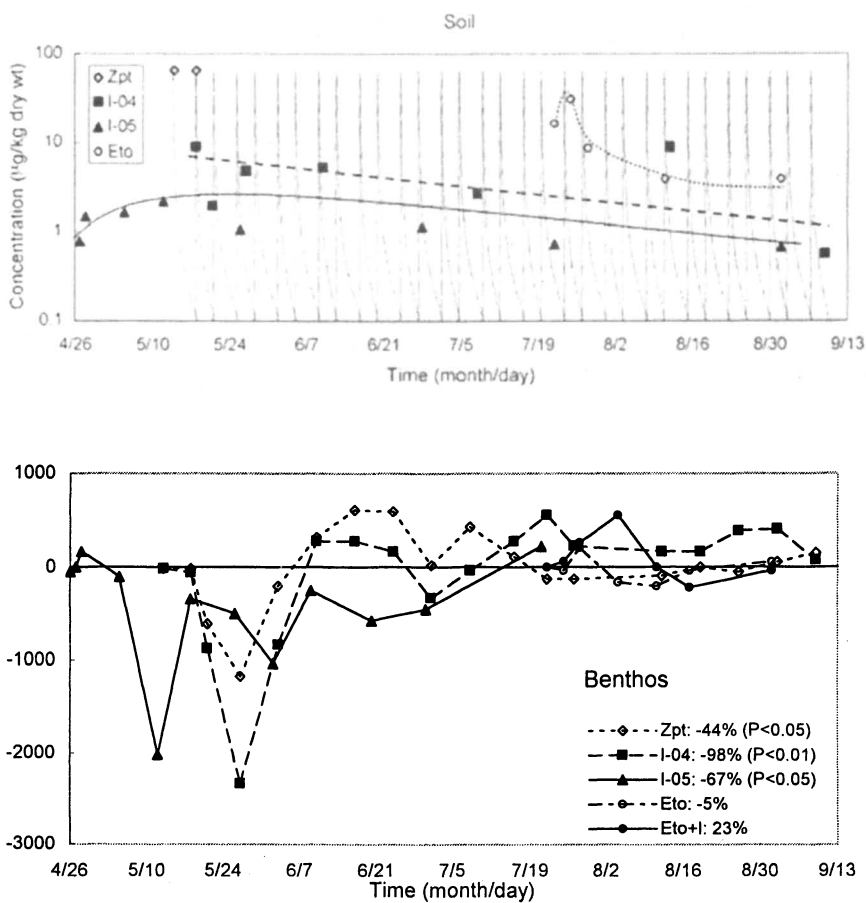 Soil
Concentration (µg/kg dry wt)
100
10
1
0.1
Zpt
I-04
I-05
Eto
4/26 5/10 5/24 6/7 6/21 7/5 7/19 8/2 8/16 8/30 9/13
Time (month/day)
1000
0
-1000
-2000
-3000
Benthos
Zpt: -44% (P<0.05)
I-04: -98% (P<0.01)
I-05: -67% (P<0.05)
Eto: -5%
Eto+I: 23%
4/26 5/10 5/24 6/7 6/21 7/5 7/19 8/2 8/16 8/30 9/13
Time (month/day)